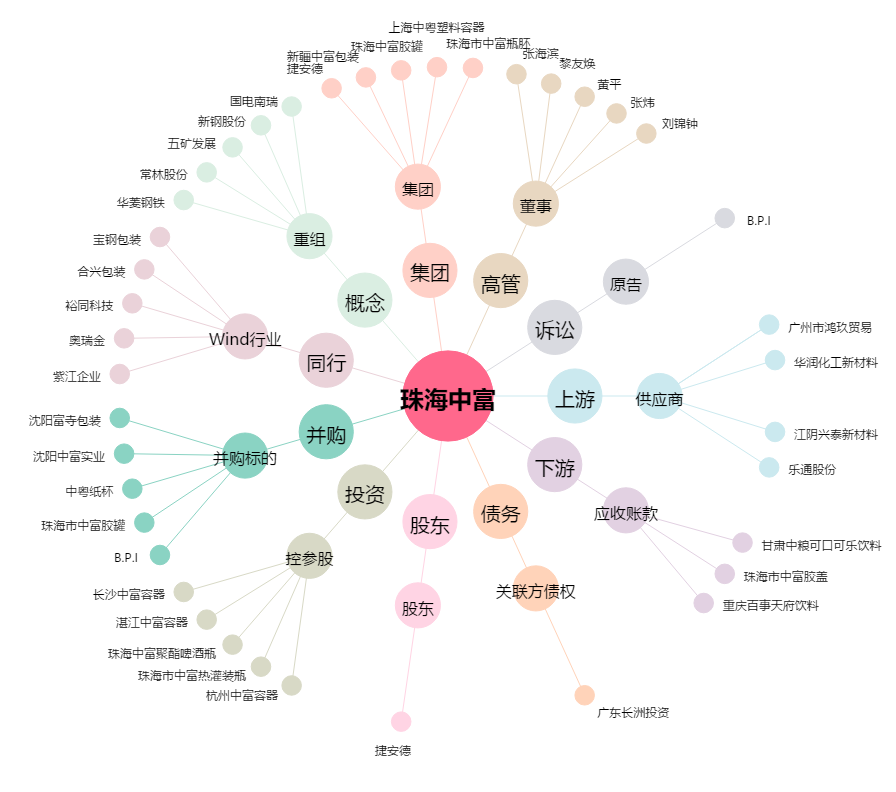 上海中粤塑料容器
珠海中富胶罐
珠海市中富瓶胚
新疆中富包装
捷安德
张海滨
黎友焕
黄平
张炜
刘锦钟
国电南瑞
新钢股份
五矿发展
常林股份
华菱钢铁
集团
董事
重组
B.P.I
宝钢包装
合兴包装
裕同科技
奥瑞金
紫江企业
集团
高管
原告
概念
诉讼
Wind行业
同行
广州市鸿玖贸易
华润化工新材料
珠海中富
上游
供应商
江阴兴泰新材料
乐通股份
沈阳富寺包装
沈阳中富实业
中粤纸杯
珠海市中富胶罐
B.P.I
并购标的
并购
下游
投资
股东
债务
应收账款
甘肃中粮可口可乐饮料
珠海市中富胶盖
重庆百事天府饮料
控参股
长沙中富容器
湛江中富容器
珠海中富聚酯啤酒瓶
珠海市中富热灌装瓶
杭州中富容器
股东
关联方债权
广东长洲投资
捷安德